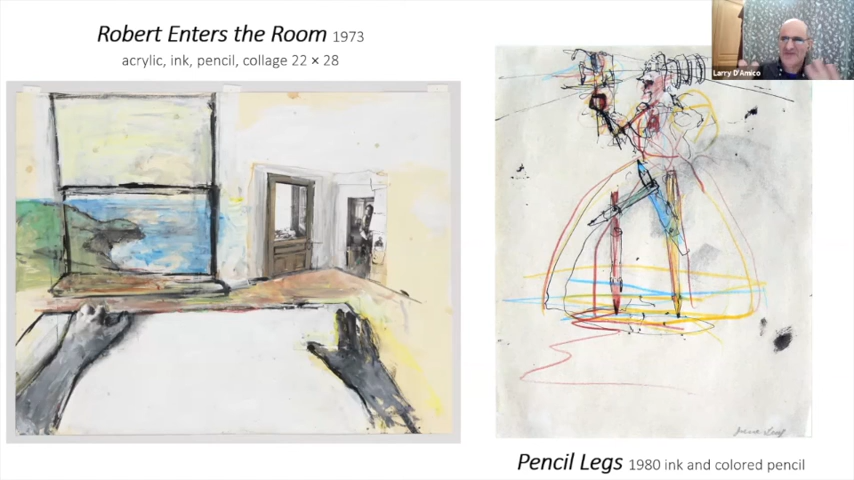 Robert Enters the Room 1973
acrylic, ink, pencil, collage 22 × 28
Larry D'Amico
Pencil Legs 1980 ink and colored pencil